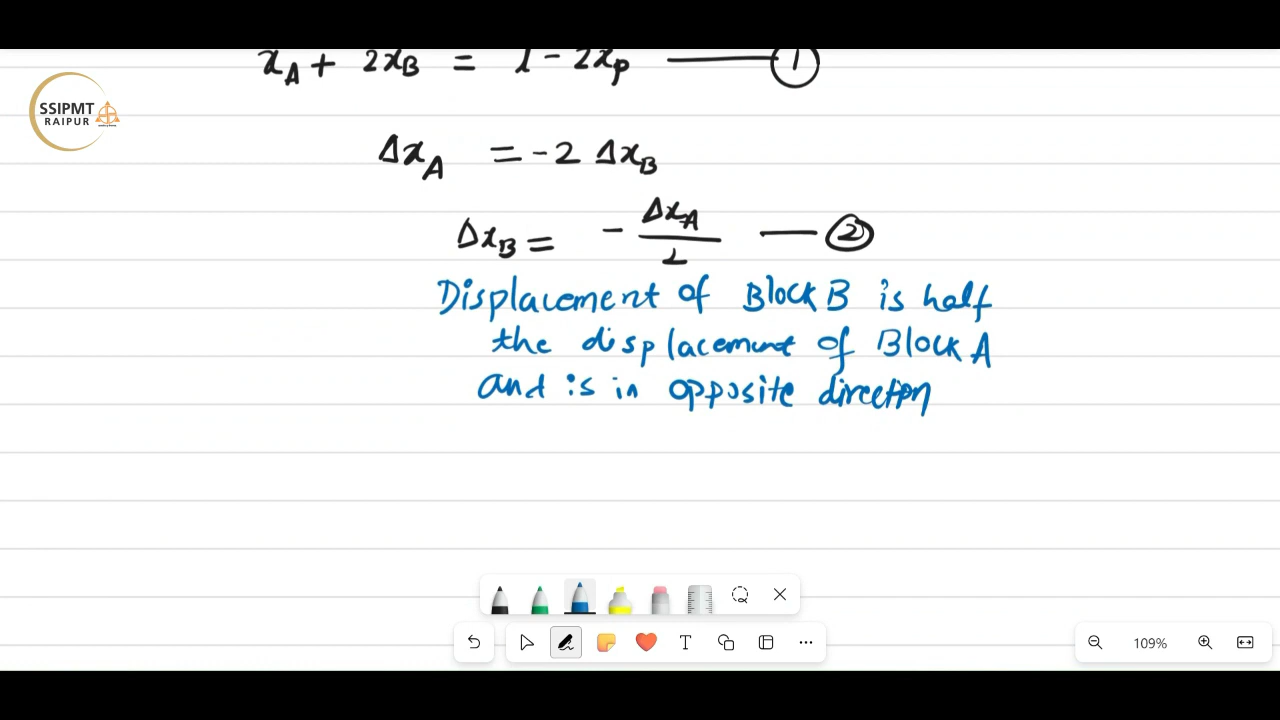 xA + 2xB = l - 2xp —— ①
SSIPMT
RAIPUR
ΔxA = -2 ΔxB
ΔxB = - ΔxA/2 —— ②
Displacement of Block B is half
the displacement of Block A
and is in opposite direction
T
109%